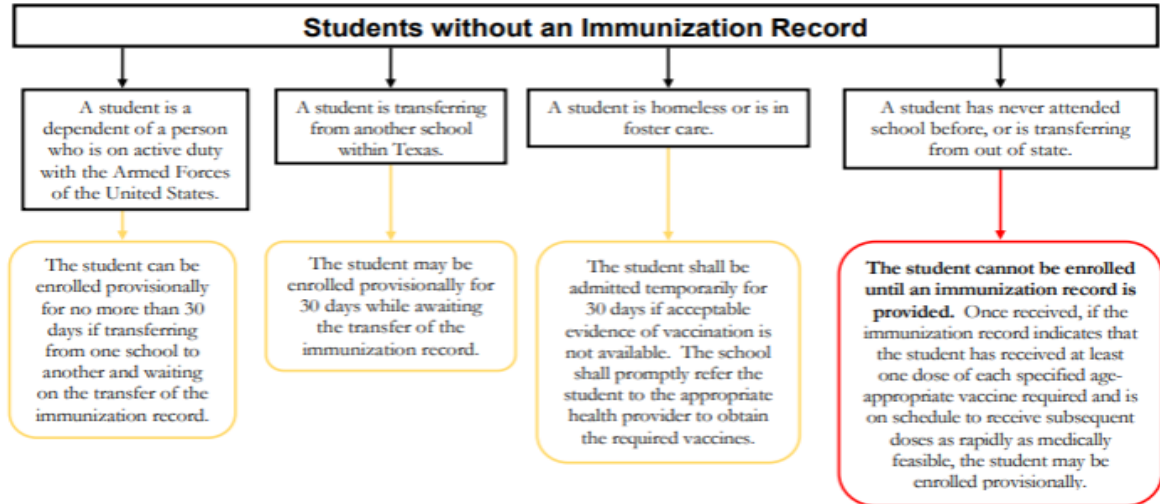 Students without an Immunization Record
A student is a
dependent of a person
who is on active duty
with the Armed Forces
of the United States.
The student can be
enrolled provisionally
for no more than 30
days if transferring
from one school to
another and waiting
on the transfer of the
immunization record.
A student is transferring
from another school
within Texas.
The student may be
enrolled provisionally for
30 days while awaiting
the transfer of the
immunization record.
A student is homeless or is in
foster care.
The student shall be
admitted temporarily for
30 days if acceptable
evidence of vaccination is
not available. The school
shall promptly refer the
student to the appropriate
health provider to obtain
the required vaccines.
A student has never attended
school before, or is transferring
from out of state.
The student cannot be enrolled
until an immunization record is
provided. Once received, if the
immunization record indicates that
the student has received at least
one dose of each specified age-
appropriate vaccine required and is
on schedule to receive subsequent
doses as rapidly as medically
feasible, the student may be
enrolled provisionally.